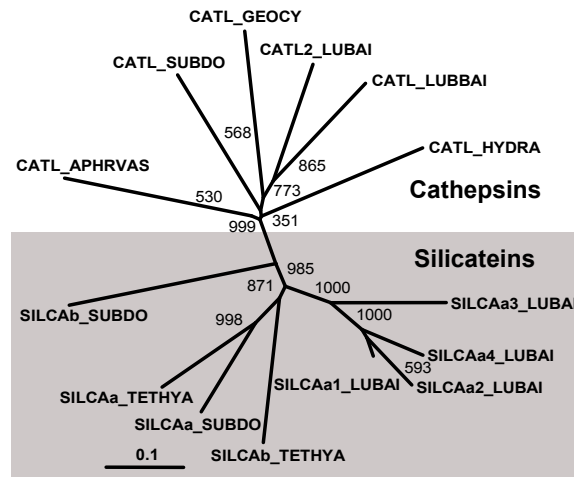 CATL_GEOCY
CATL2_LUBAI
CATL_SUBDO
CATL_LUBBAI
568
865
CATL_HYDRA
CATL_APHRVAS
530
773
Cathepsins
999
351
Silicateins
985
871
1000
SILCAa3_LUBAI
SILCAb_SUBDO
998
1000
SILCAa4_LUBAI
593
SILCAa1_LUBAI
SILCAa2_LUBAI
SILCAa_TETHYA
SILCAa_SUBDO
SILCAb_TETHYA
0.1